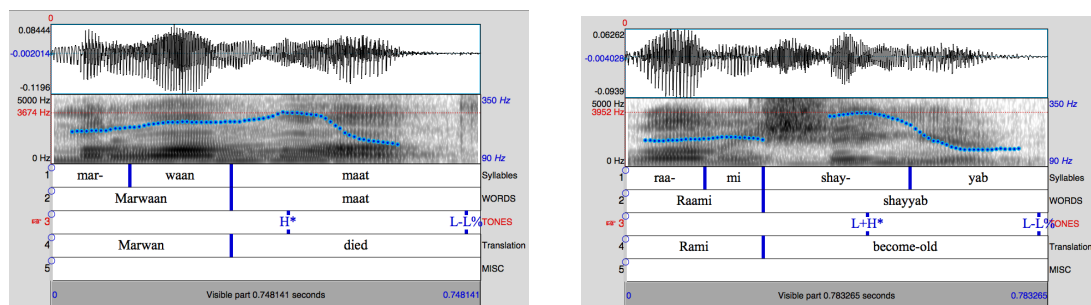 0
0.08444
-0.002014
-0.1196
5000 Hz
3674 Hz
0 Hz
350 Hz
90 Hz
1 mar- waan maat Syllables
2 Marwaan maat WORDS
3 H* L-L% TONES
4 Marwan died Translation
5 MISC
0 Visible part 0.748141 seconds 0.748141
0
0.06262
-0.004028
-0.0939
5000 Hz
3952 Hz
0 Hz
350 Hz
90 Hz
1 raa- mi shay- yab Syllables
2 Raami shayyab WORDS
3 L+H* L-L% TONES
4 Rami become-old Translation
5 MISC
0 Visible part 0.783265 seconds 0.783265